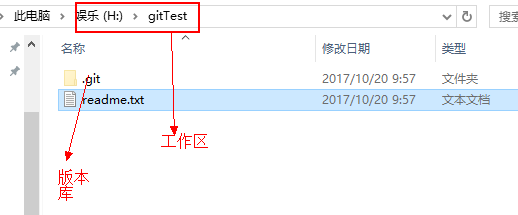 此电脑 › 娱乐 (H:) › gitTest
搜索
名称
修改日期
类型
.git
2017/10/20 9:57
文件夹
readme.txt
2017/10/20 9:57
文本文档
工作区
版本
库